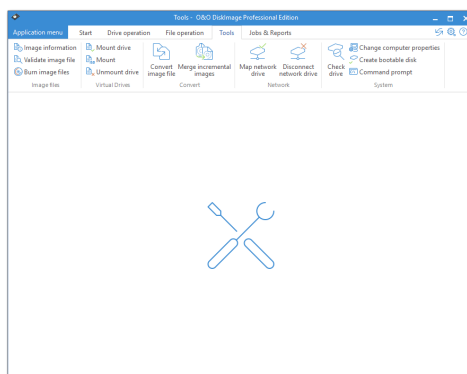 Tools - O&O DiskImage Professional Edition
Application menu Start Drive operation File operation Tools Jobs & Reports
Image information
Validate image file
Burn image files
Image files
Mount drive
Mount
Unmount drive
Virtual Drives
Convert image file
Merge incremental images
Convert
Map network drive
Disconnect network drive
Network
Check drive
Change computer properties
Create bootable disk
Command prompt
System